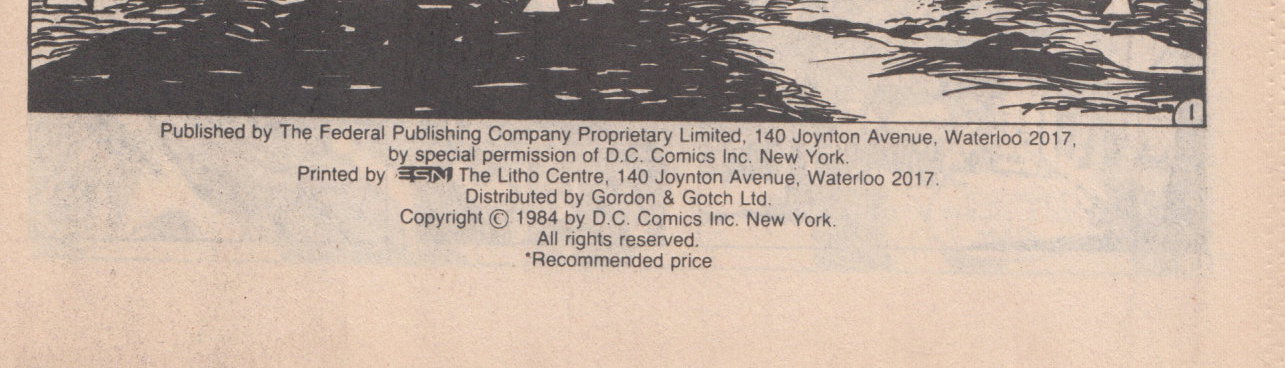 1
Published by The Federal Publishing Company Proprietary Limited, 140 Joynton Avenue, Waterloo 2017,
by special permission of D.C. Comics Inc. New York.
Printed by ESN The Litho Centre, 140 Joynton Avenue, Waterloo 2017.
Distributed by Gordon & Gotch Ltd.
Copyright © 1984 by D.C. Comics Inc. New York.
All rights reserved.
*Recommended price